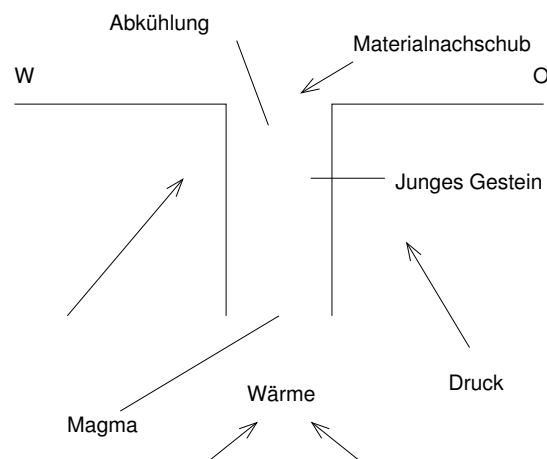 Abkühlung
Materialnachschub
W
O
Junges Gestein
Druck
Wärme
Magma